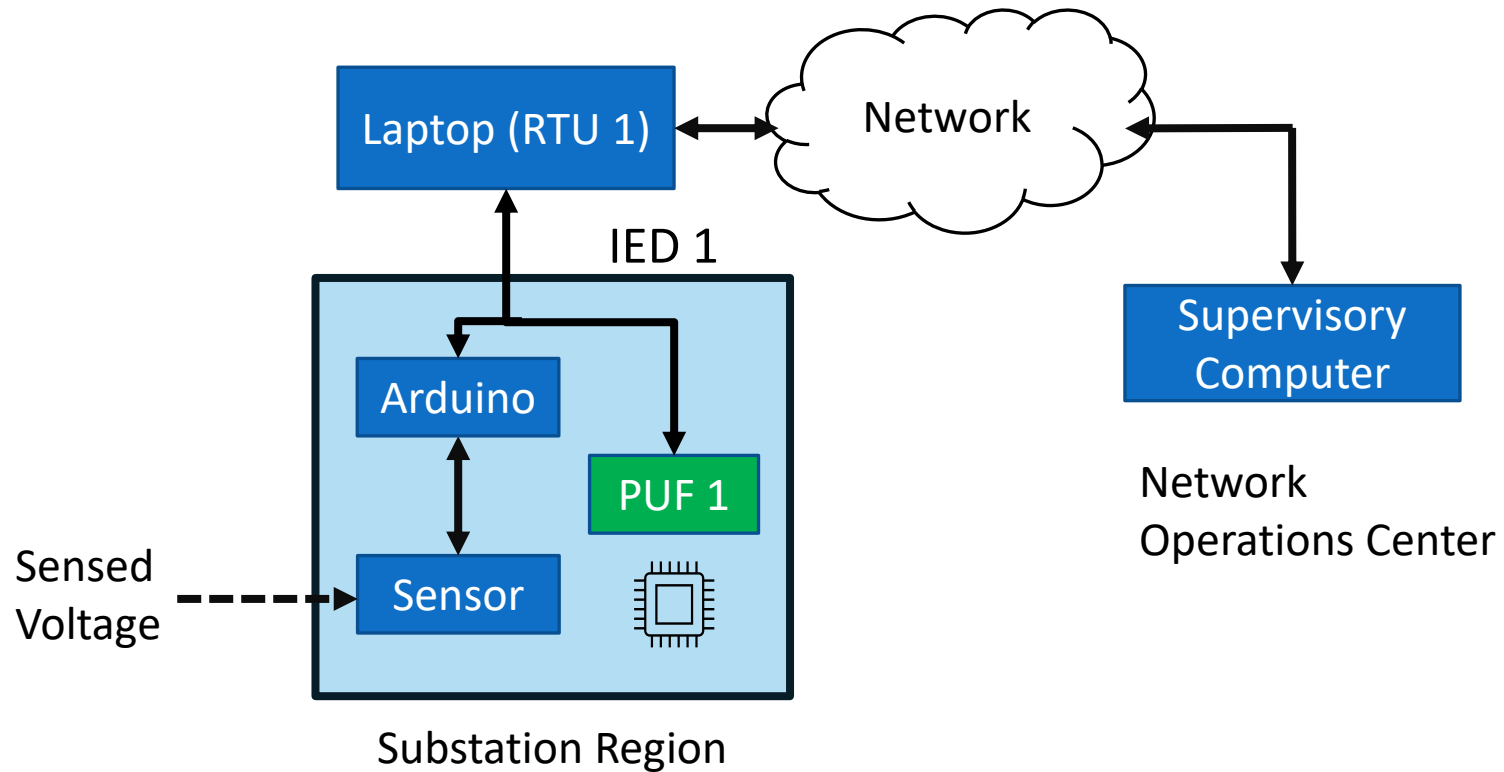 Laptop (RTU 1)
Network
IED 1
Arduino
PUF 1
Sensor
Sensed
Voltage
Supervisory
Computer
Network
Operations Center
Substation Region